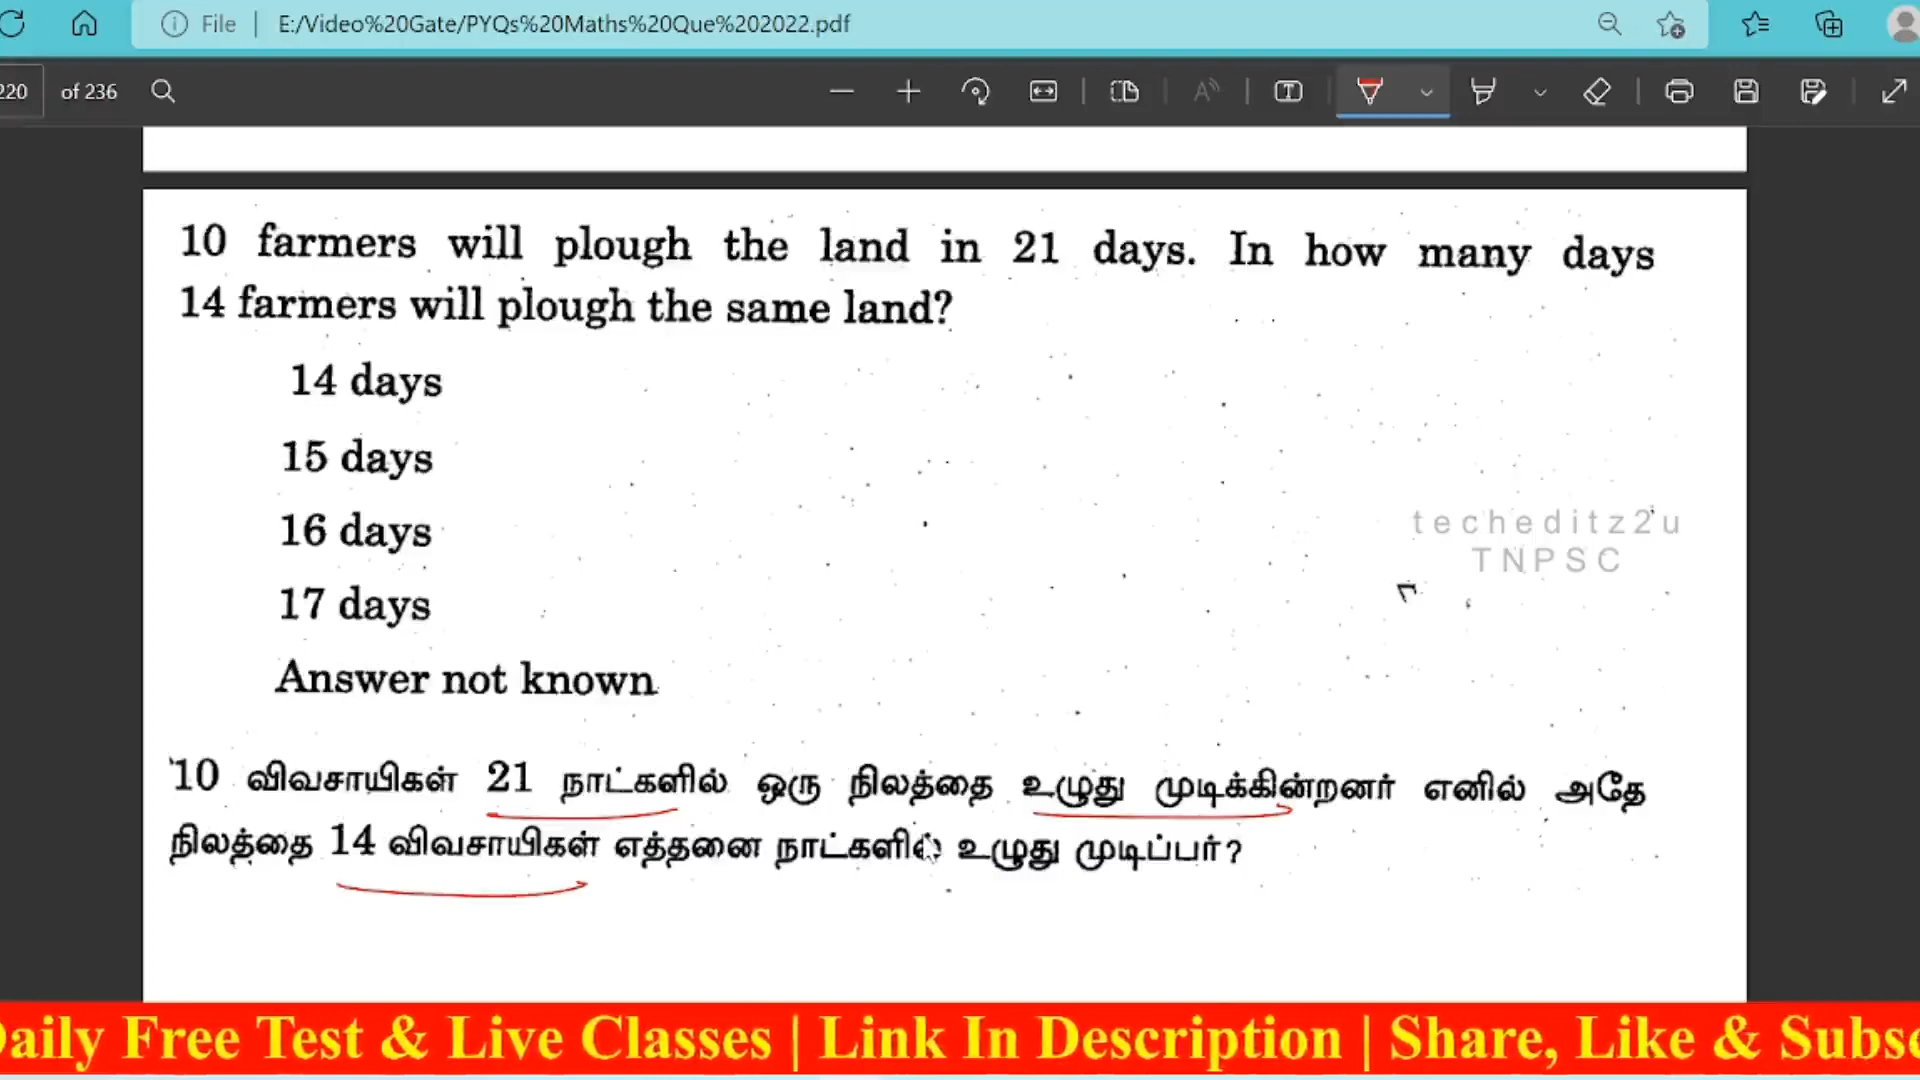 File | E:/Video%20Gate/PYQs%20Maths%20Que%202022.pdf
220 of 236
10 farmers will plough the land in 21 days. In how many days
14 farmers will plough the same land?
14 days
15 days
16 days
17 days
Answer not known
techeditz2u
TNPSC
10 விவசாயிகள் 21 நாட்களில் ஒரு நிலத்தை உழுது முடிக்கின்றனர் எனில் அதே
நிலத்தை 14 விவசாயிகள் எத்தனை நாட்களில் உழுது முடிப்பர்?
Daily Free Test & Live Classes | Link In Description | Share, Like &